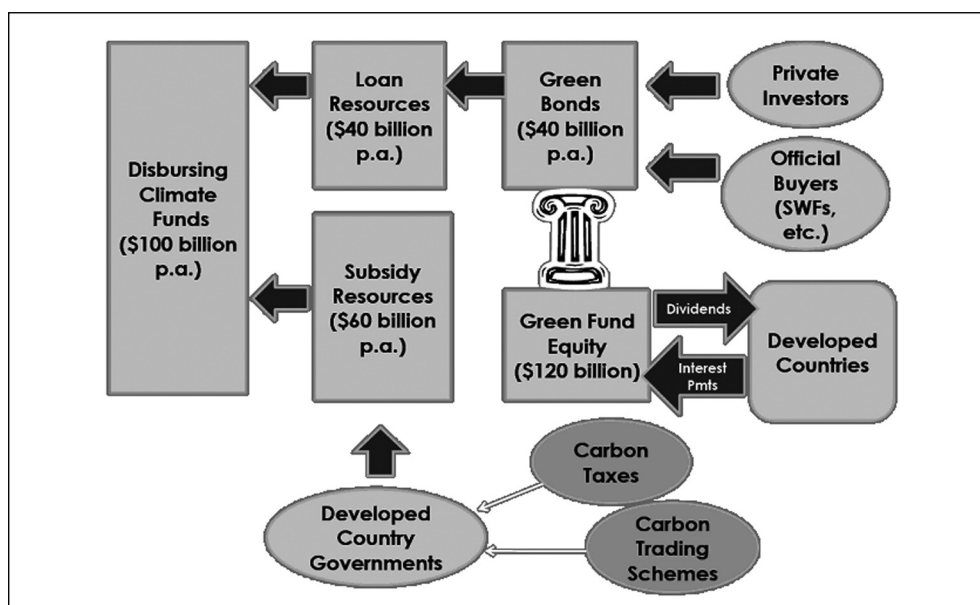 Disbursing
Climate
Funds
($100 billion
p.a.)
Loan
Resources
($40 billion
p.a.)
Green
Bonds
($40 billion
p.a.)
Private
Investors
Official
Buyers
(SWFs,
etc.)
Subsidy
Resources
($60 billion
p.a.)
Green Fund
Equity
($120 billion)
Dividends
Interest
Pmts
Developed
Countries
Developed
Country
Governments
Carbon
Taxes
Carbon
Trading
Schemes